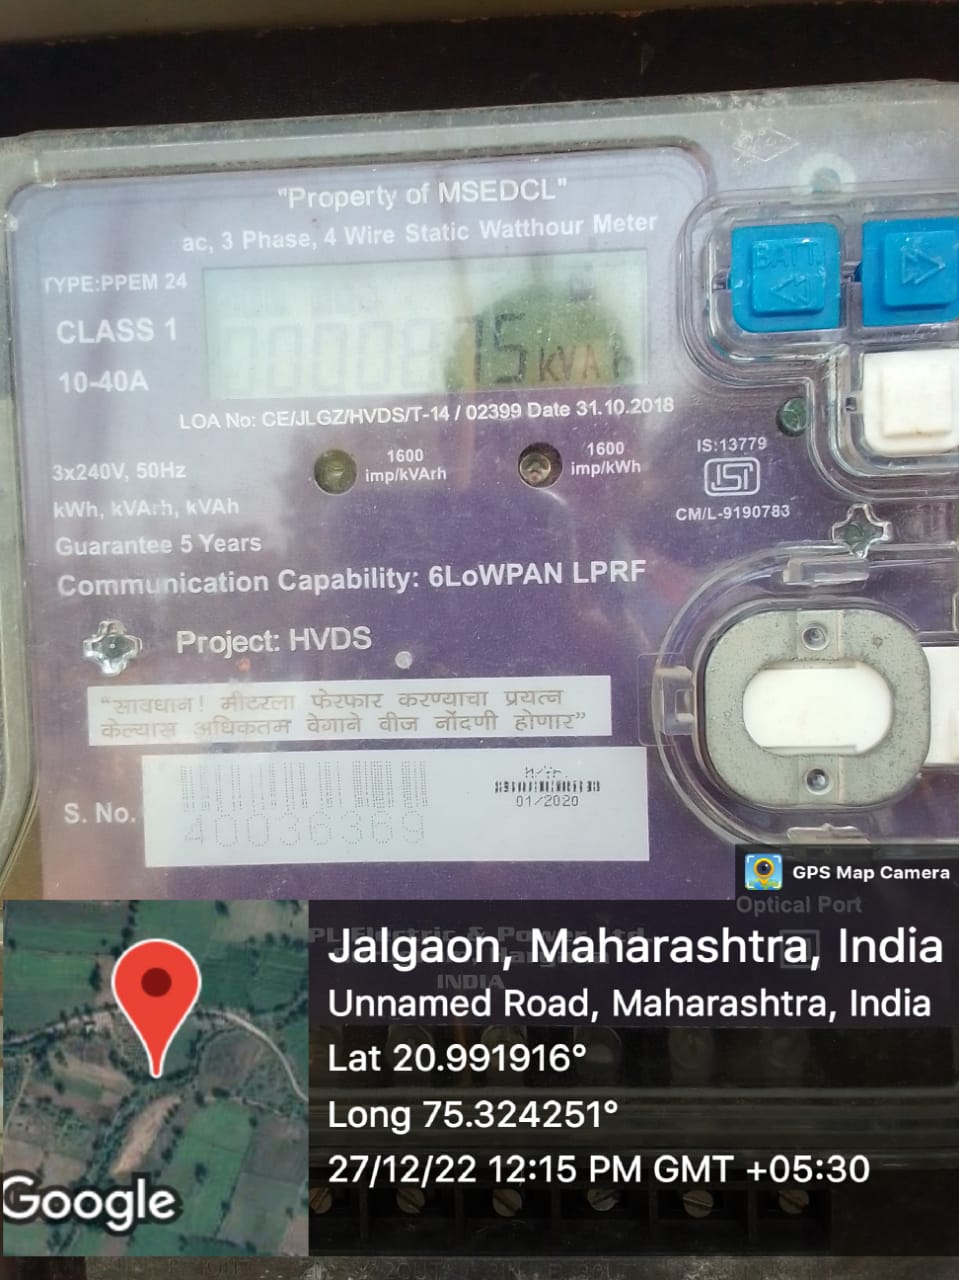 "Property of MSEDCL"
ac, 3 Phase, 4 Wire Static Watthour Meter
TYPE:PPEM 24
CLASS 1
10-40A
00008 75 kVA h
BATT.
LOA No: CE/JLGZ/HVDS/T-14 / 02399 Date 31.10.2018
1600
imp/kVArh
1600
imp/kWh
IS:13779
ISI
CM/L-9190783
3x240V, 50Hz
kWh, kVArh, kVAh
Guarantee 5 Years
Communication Capability: 6LoWPAN LPRF
Project: HVDS
"सावधान! मीटरला फेरफार करण्याचा प्रयत्न
केल्यास अधिकतम वेगाने वीज नोंदणी होणार"
01/2020
S. No.
40036369
GPS Map Camera
Optical Port
Electric & Power Ltd
INDIA
Jalgaon, Maharashtra, India
Unnamed Road, Maharashtra, India
Lat 20.991916°
Long 75.324251°
27/12/22 12:15 PM GMT +05:30
Google